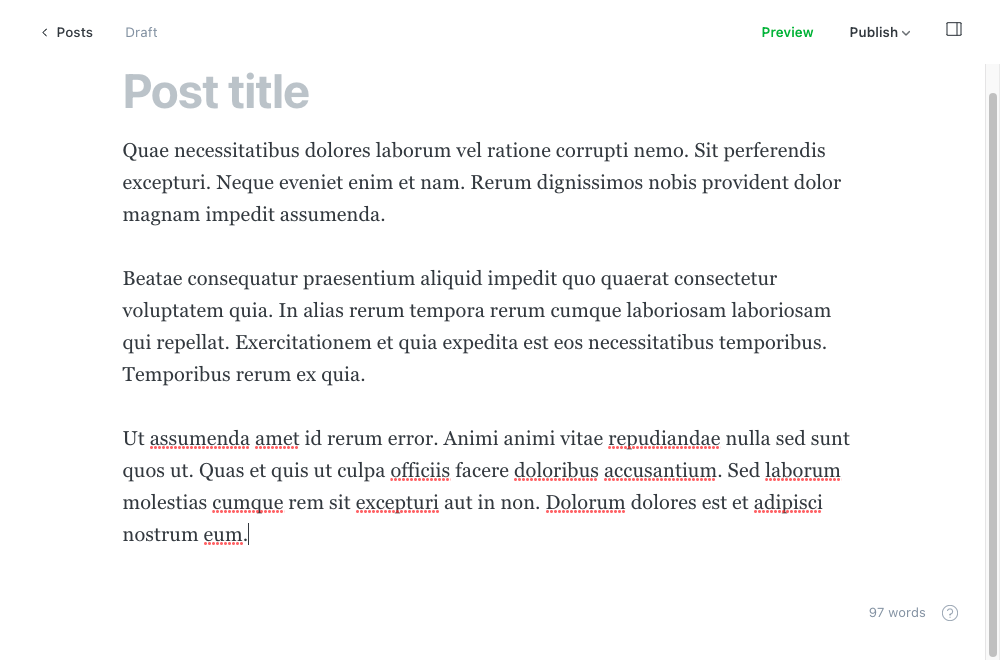 Posts Draft Preview Publish
Post title
Quae necessitatibus dolores laborum vel ratione corrupti nemo. Sit perferendis
excepturi. Neque eveniet enim et nam. Rerum dignissimos nobis provident dolor
magnam impedit assumenda.
Beatae consequatur praesentium aliquid impedit quo quaerat consectetur
voluptatem quia. In alias rerum tempora rerum cumque laboriosam laboriosam
qui repellat. Exercitationem et quia expedita est eos necessitatibus temporibus.
Temporibus rerum ex quia.
Ut assumenda amet id rerum error. Animi animi vitae repudiandae nulla sed sunt
quos ut. Quas et quis ut culpa officiis facere doloribus accusantium. Sed laborum
molestias cumque rem sit excepturi aut in non. Dolorum dolores est et adipisci
nostrum eum.
97 words ?